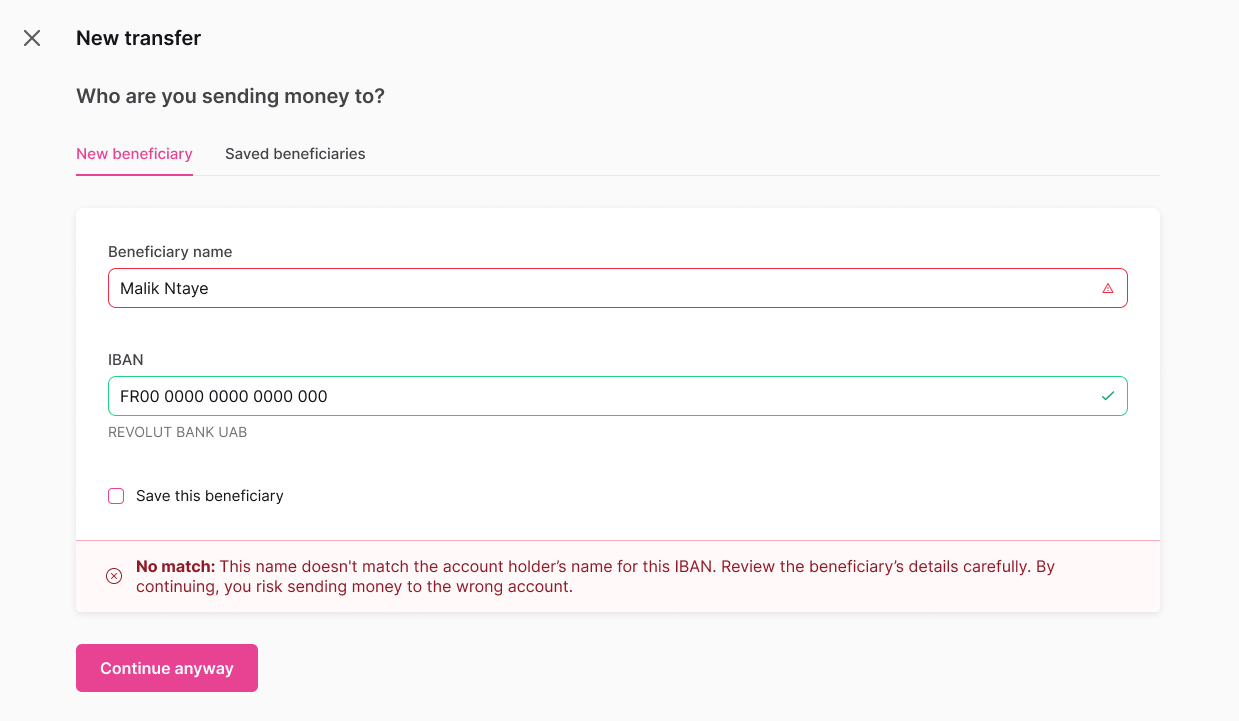 New transfer
Who are you sending money to?
New beneficiary Saved beneficiaries
Beneficiary name
Malik Ntaye
IBAN
FR00 0000 0000 0000 000
REVOLUT BANK UAB
Save this beneficiary
No match: This name doesn't match the account holder’s name for this IBAN. Review the beneficiary’s details carefully. By
continuing, you risk sending money to the wrong account.
Continue anyway